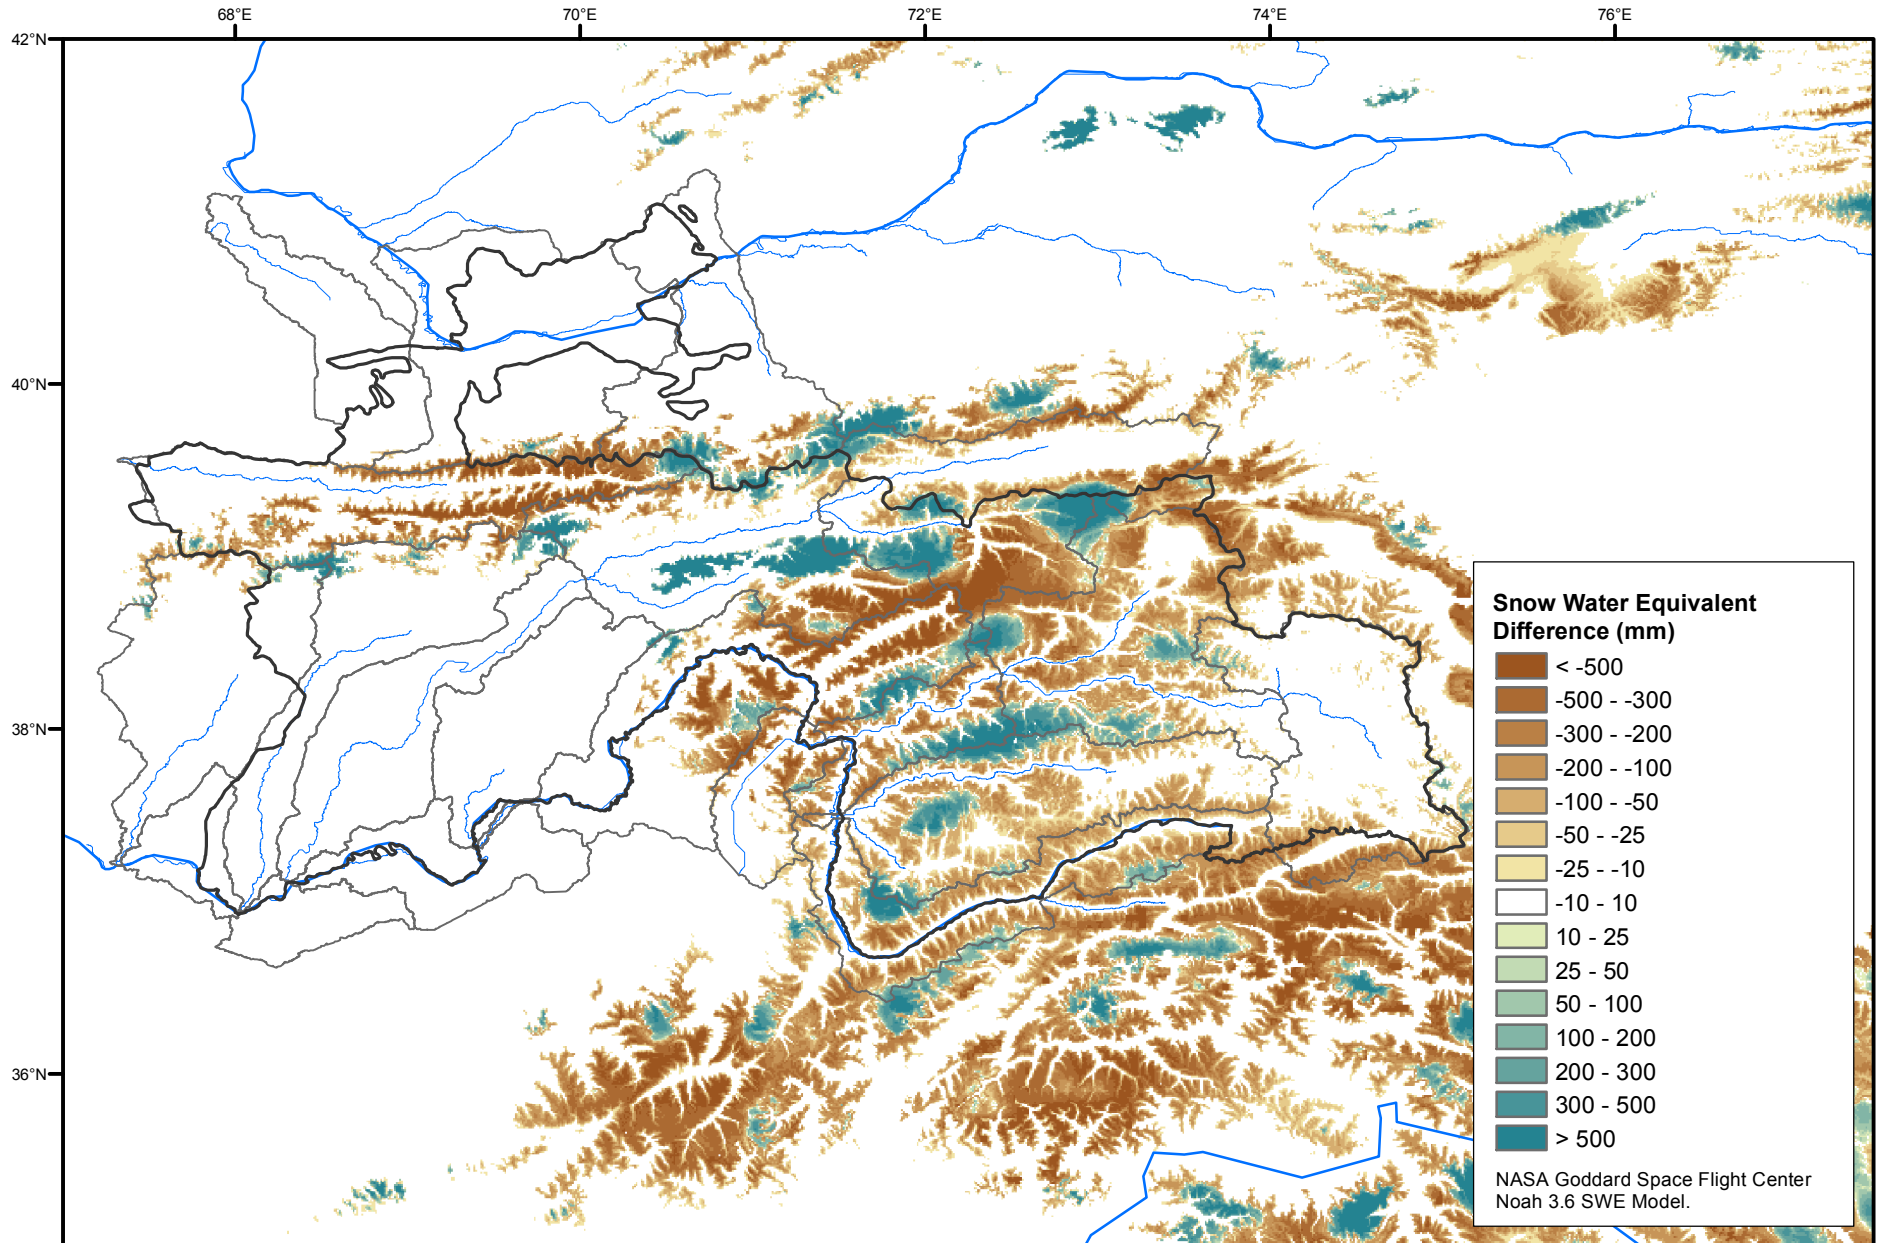 68°E
70°E
72°E
74°E
76°E
42°N
40°N
38°N
36°N
Snow Water Equivalent
Difference (mm)
< -500
-500 - -300
-300 - -200
-200 - -100
-100 - -50
-50 - -25
-25 - -10
-10 - 10
10 - 25
25 - 50
50 - 100
100 - 200
200 - 300
300 - 500
> 500
NASA Goddard Space Flight Center
Noah 3.6 SWE Model.